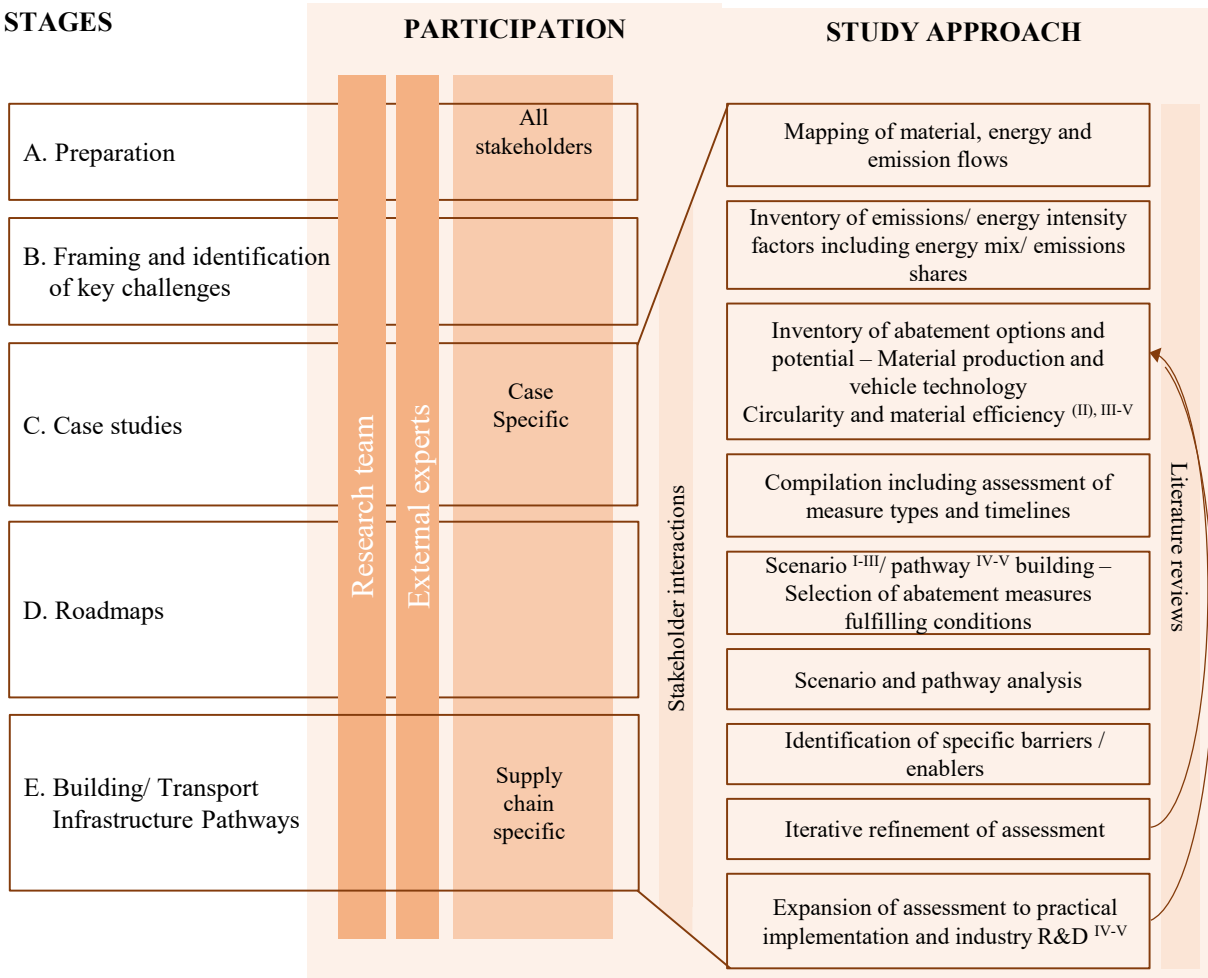 STAGES
PARTICIPATION
STUDY APPROACH
A. Preparation
B. Framing and identification
of key challenges
C. Case studies
D. Roadmaps
E. Building/ Transport
Infrastructure Pathways
Research team
External experts
All
stakeholders
Case
Specific
Supply
chain
specific
Stakeholder interactions
Mapping of material, energy and
emission flows
Inventory of emissions/ energy intensity
factors including energy mix/ emissions
shares
Inventory of abatement options and
potential – Material production and
vehicle technology
Circularity and material efficiency (II), III-V
Compilation including assessment of
measure types and timelines
Scenario I-III/ pathway IV-V building –
Selection of abatement measures
fulfilling conditions
Scenario and pathway analysis
Identification of specific barriers /
enablers
Iterative refinement of assessment
Expansion of assessment to practical
implementation and industry R&D IV-V
Literature reviews